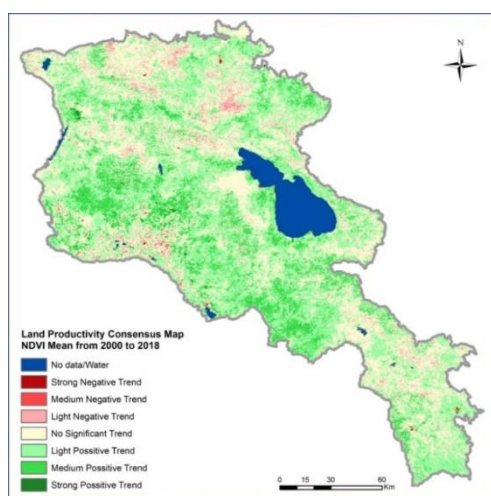 N
Land Productivity Consensus Map
NDVI Mean from 2000 to 2018
No data/Water
Strong Negative Trend
Medium Negative Trend
Light Negative Trend
No Significant Trend
Light Possitive Trend
Medium Possitive Trend
Strong Possitive Trend
0 15 30 60
Km